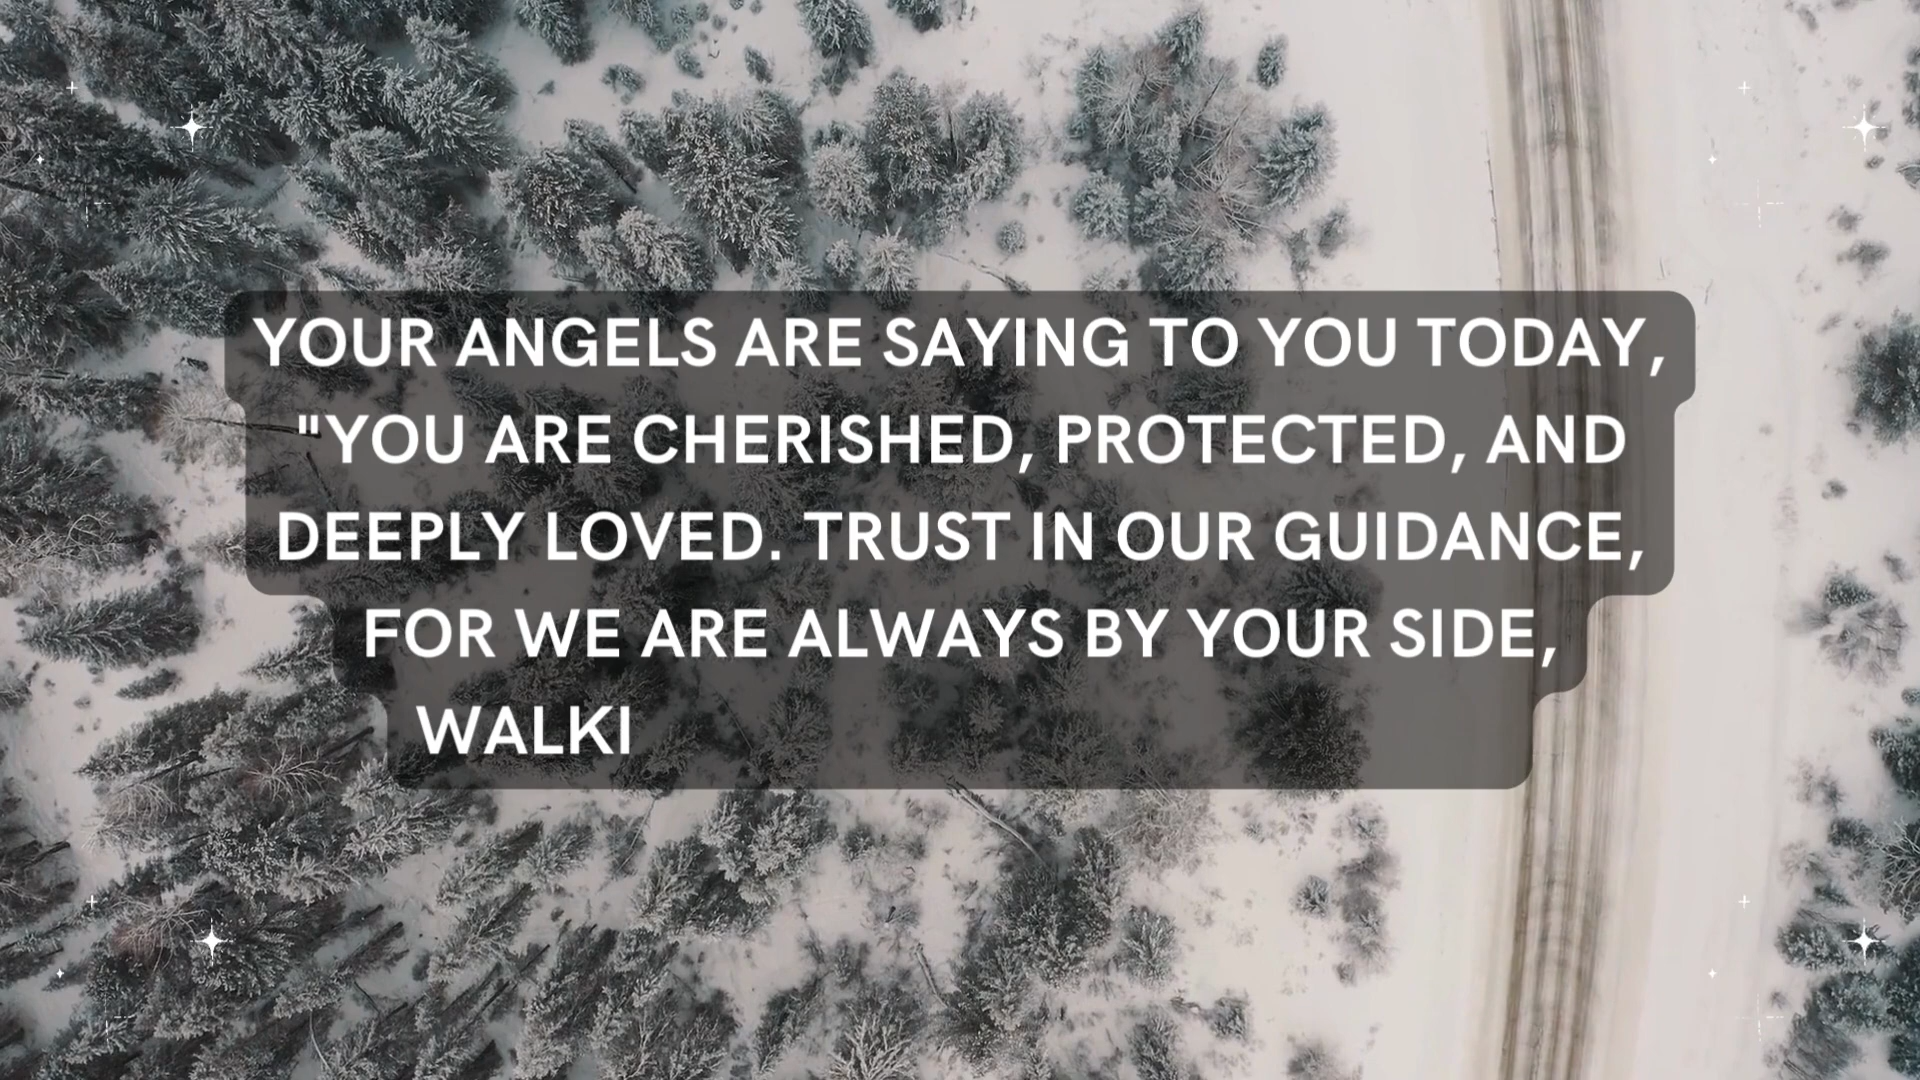 YOUR ANGELS ARE SAYING TO YOU TODAY,
"YOU ARE CHERISHED, PROTECTED, AND
DEEPLY LOVED. TRUST IN OUR GUIDANCE,
FOR WE ARE ALWAYS BY YOUR SIDE,
WALKI